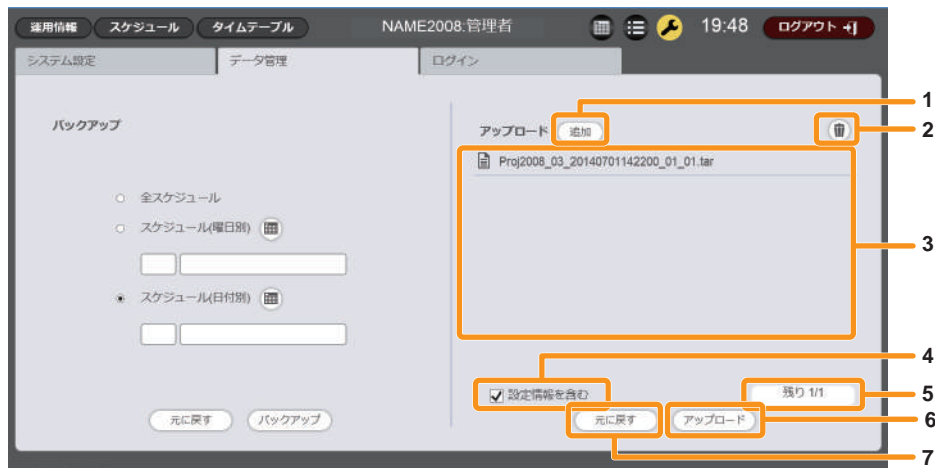 運用情報 スケジュール タイムテーブル NAME2008:管理者 19:48 ログアウト
システム設定 データ管理 ログイン
バックアップ
アップロード 追加
Proj2008_03_20140701142200_01_01.tar
全スケジュール
スケジュール(曜日別)
スケジュール(日付別)
設定情報を含む 残り 1/1
元に戻す バックアップ 元に戻す アップロード
1
2
3
4
5
6
7